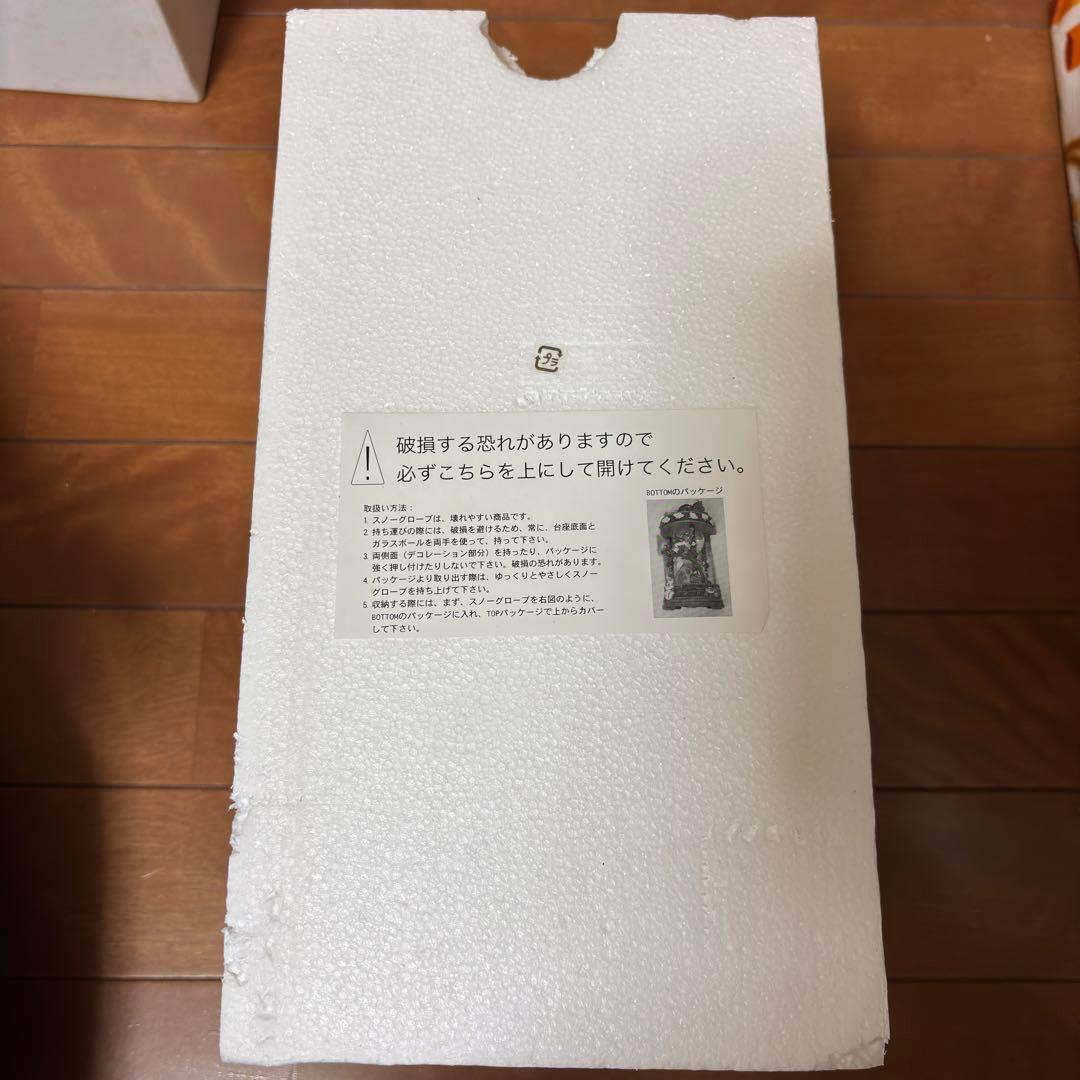 プラ
破損する恐れがありますので
必ずこちらを上にして開けてください。
BOTTOMのパッケージ
取扱い方法：
1. スノーグローブは、壊れやすい商品です。
2. 持ち運びの際には、破損を避けるため、常に、台座底面と
ガラスボールを両手を使って、持って下さい。
3. 両側面（デコレーション部分）を持ったり、パッケージに
強く押し付けたりしないで下さい。破損の恐れがあります。
4. パッケージより取り出す際は、ゆっくりとやさしくスノー
グローブを持ち上げて下さい。
5. 収納する際には、まず、スノーグローブを右図のように、
BOTTOMのパッケージに入れ、TOPパッケージで上からカバー
して下さい。